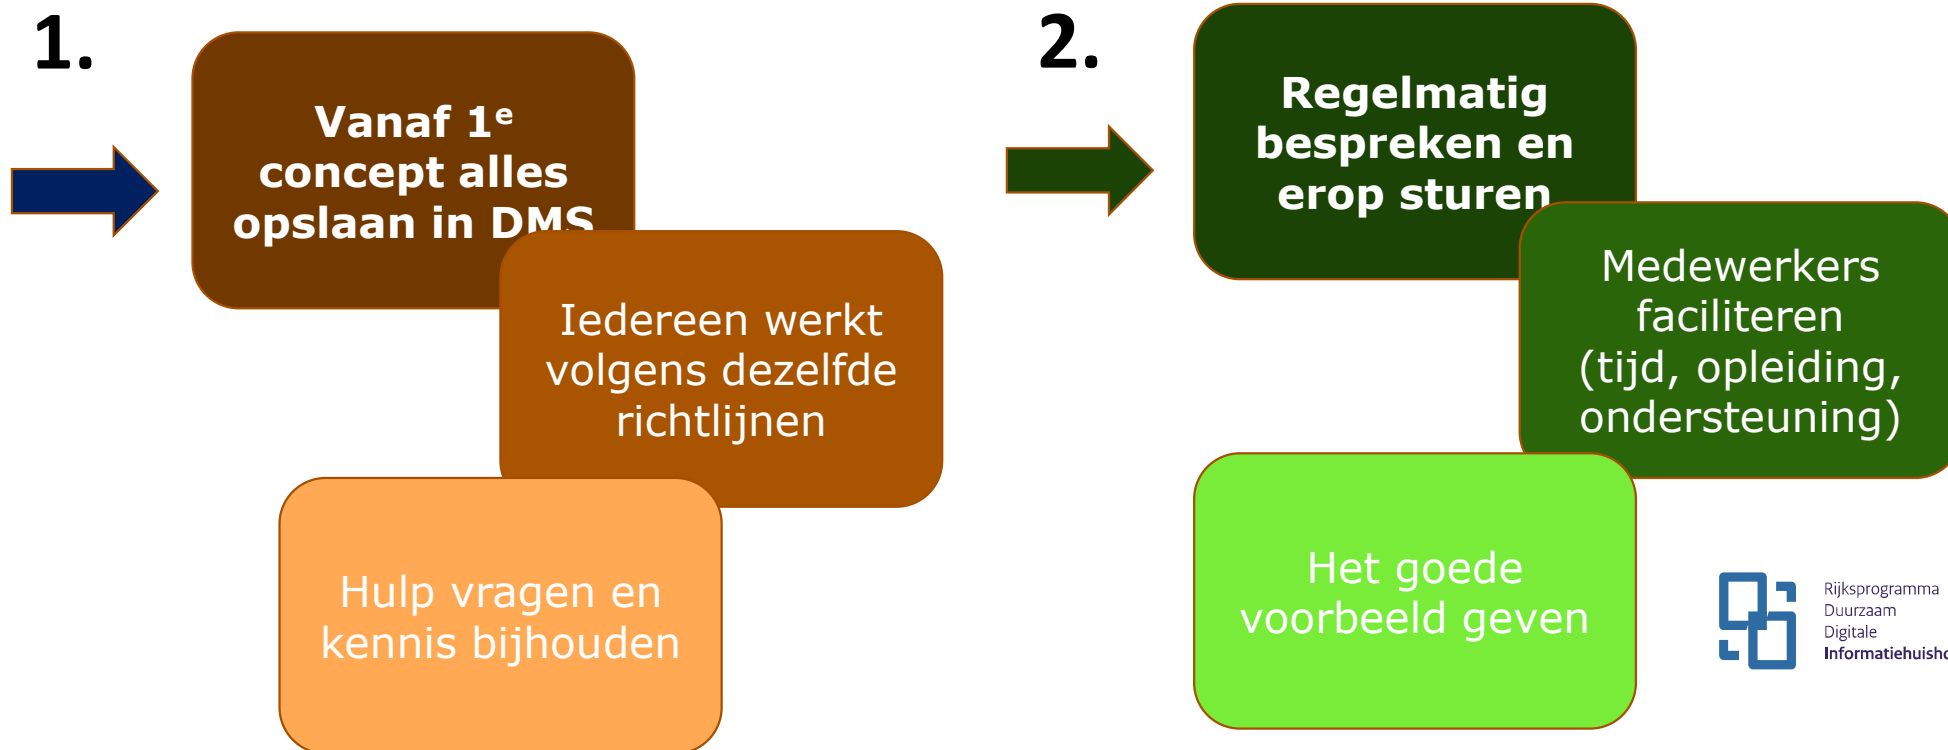 1.
Vanaf 1e
concept alles
opslaan in DMS
Iedereen werkt
volgens dezelfde
richtlijnen
Hulp vragen en
kennis bijhouden
2.
Regelmatig
bespreken en
erop sturen
Medewerkers
faciliteren
(tijd, opleiding,
ondersteuning)
Het goede
voorbeeld geven
Rijksprogramma
Duurzaam
Digitale